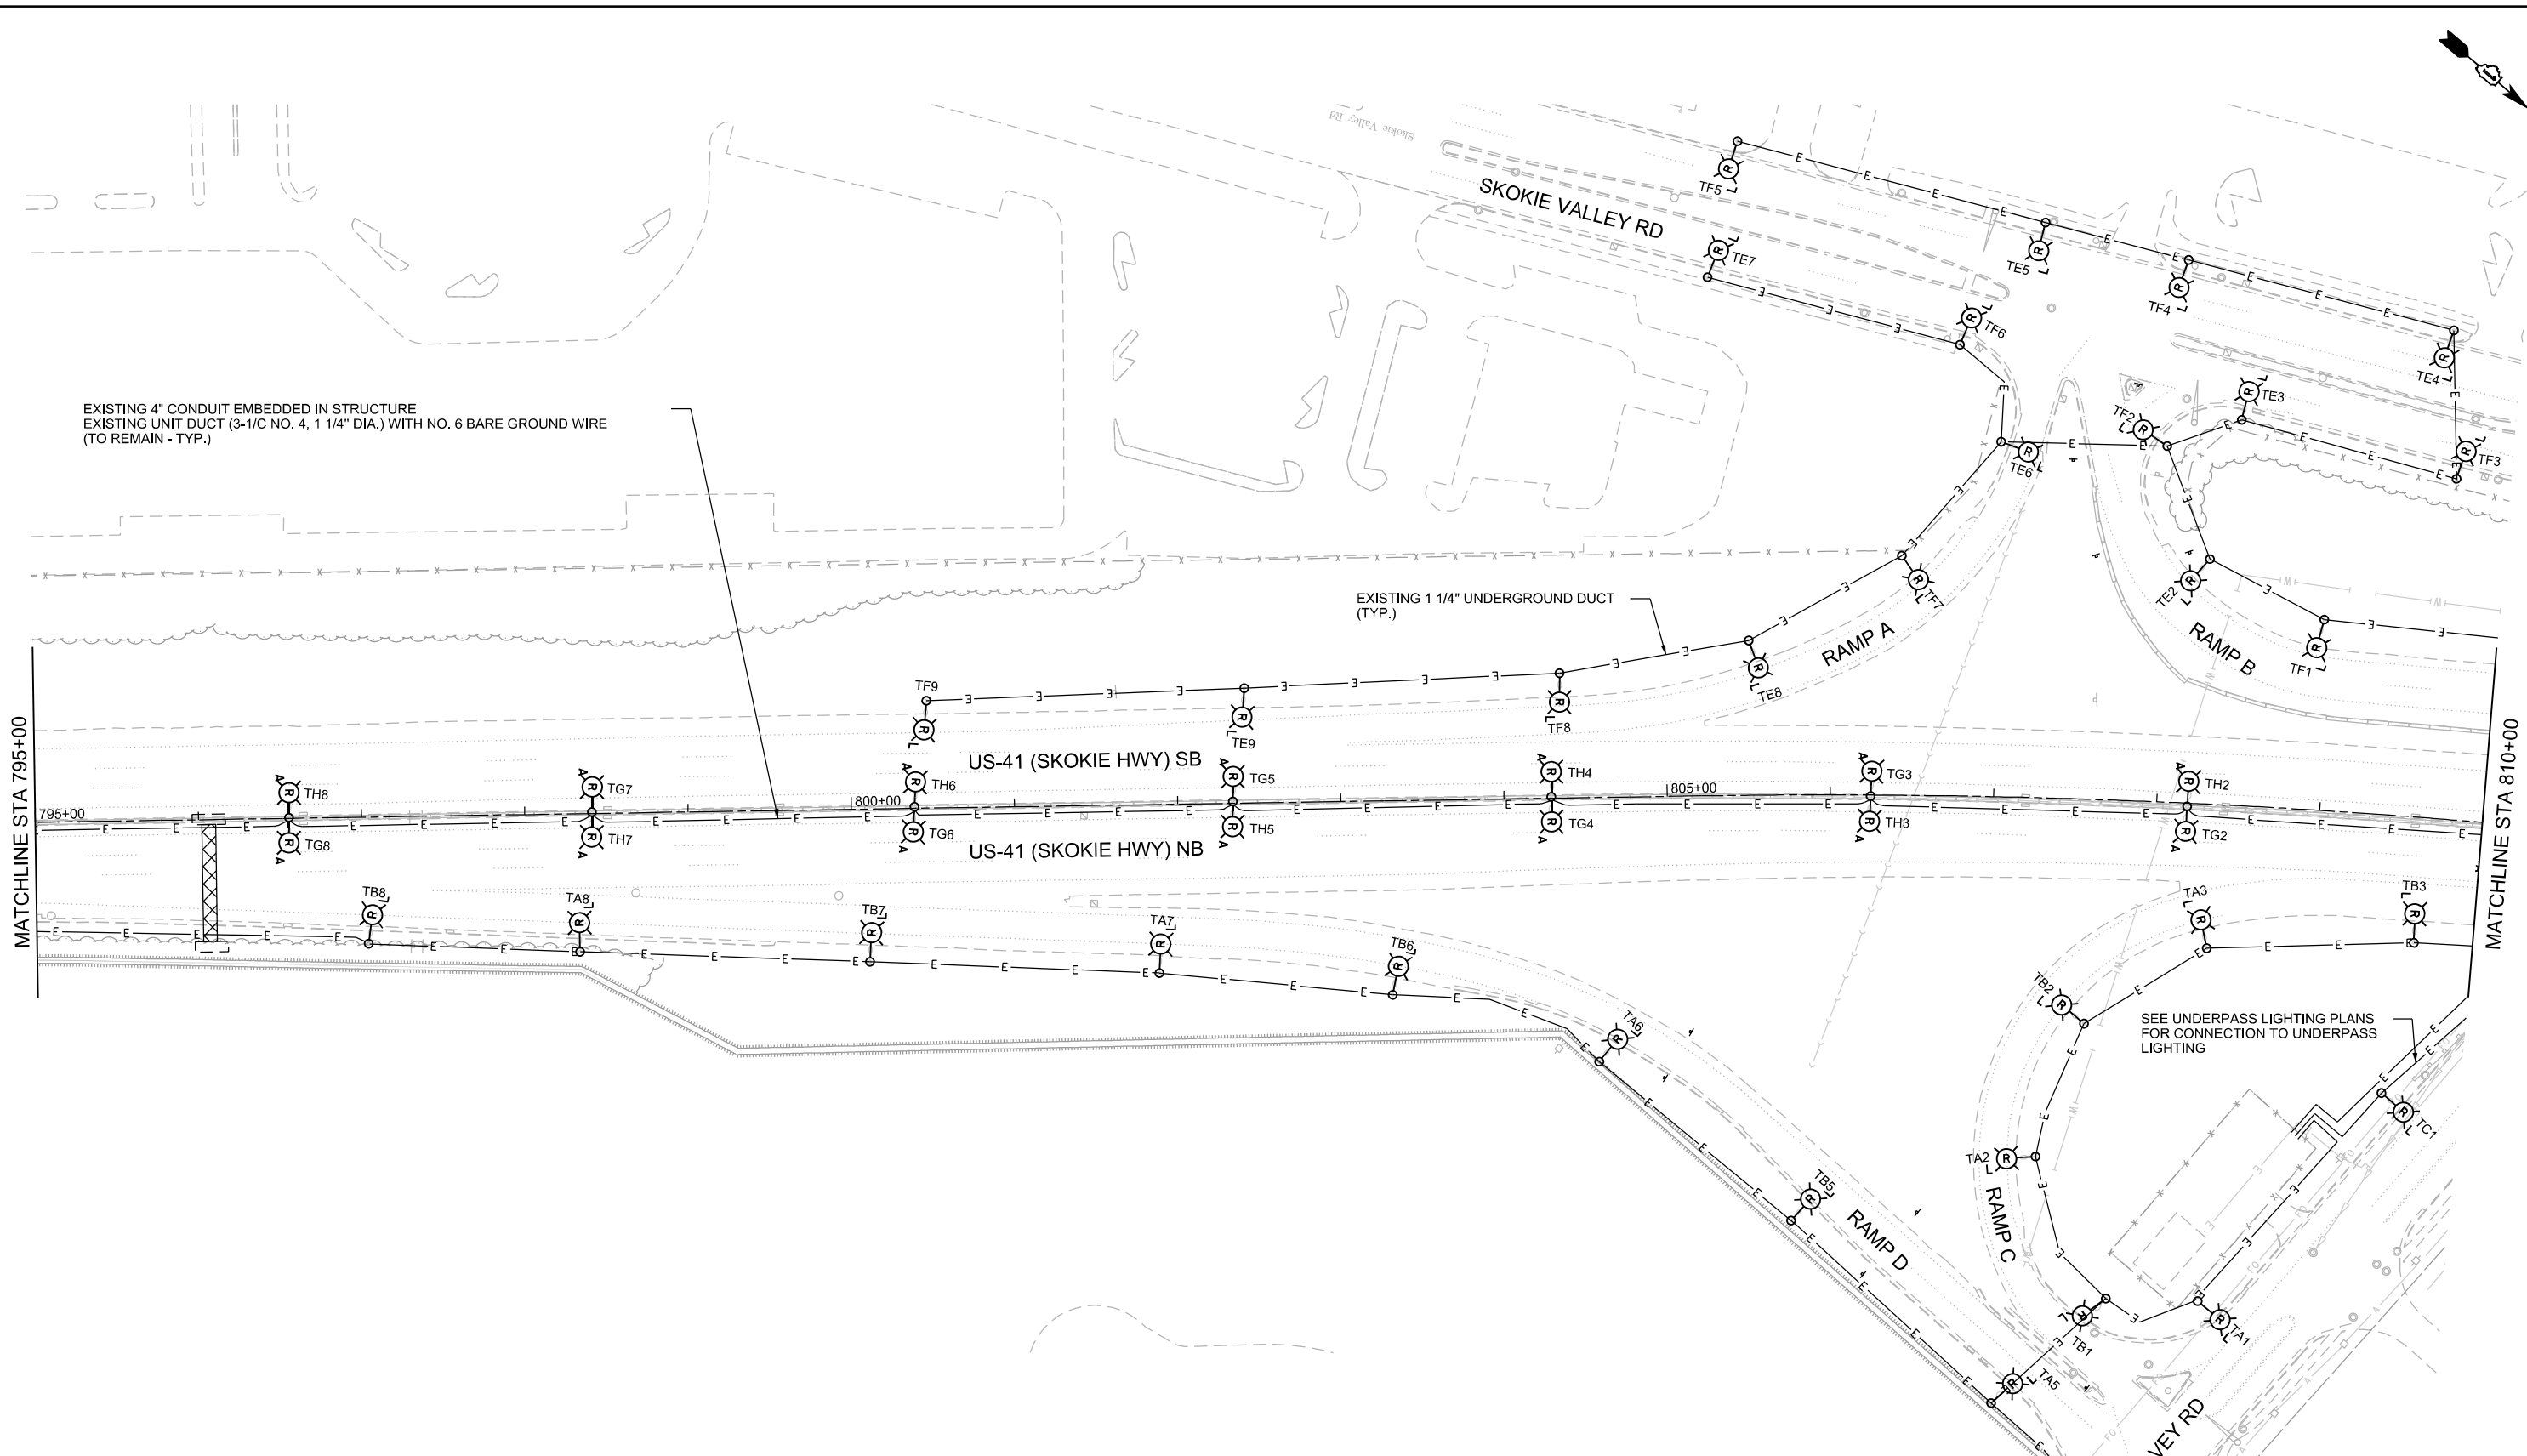 Skokie Valley Rd
SKOKIE VALLEY RD
TF5
TE7
TE5
TF6
TF4
TE4
TE3
TF2
TF3
TE6
EXISTING 4" CONDUIT EMBEDDED IN STRUCTURE
EXISTING UNIT DUCT (3-1/C NO. 4, 1 1/4" DIA.) WITH NO. 6 BARE GROUND WIRE
(TO REMAIN - TYP.)
EXISTING 1 1/4" UNDERGROUND DUCT
(TYP.)
TF7
RAMP A
TE2
RAMP B
TF1
TF9
TE9
TF8
TE8
US-41 (SKOKIE HWY) SB
MATCHLINE STA 795+00
MATCHLINE STA 810+00
795+00
800+00
805+00
TH8
TG7
TH6
TG5
TH4
TG3
TH2
TG8
TH7
TG6
TH5
TG4
TH3
TG2
US-41 (SKOKIE HWY) NB
TB8
TA8
TB7
TA7
TB6
TA3
TB3
TB2
TA6
SEE UNDERPASS LIGHTING PLANS
FOR CONNECTION TO UNDERPASS
LIGHTING
TC1
TA2
RAMP C
TB5
RAMP D
TB1
TA1
TA5
VEY RD